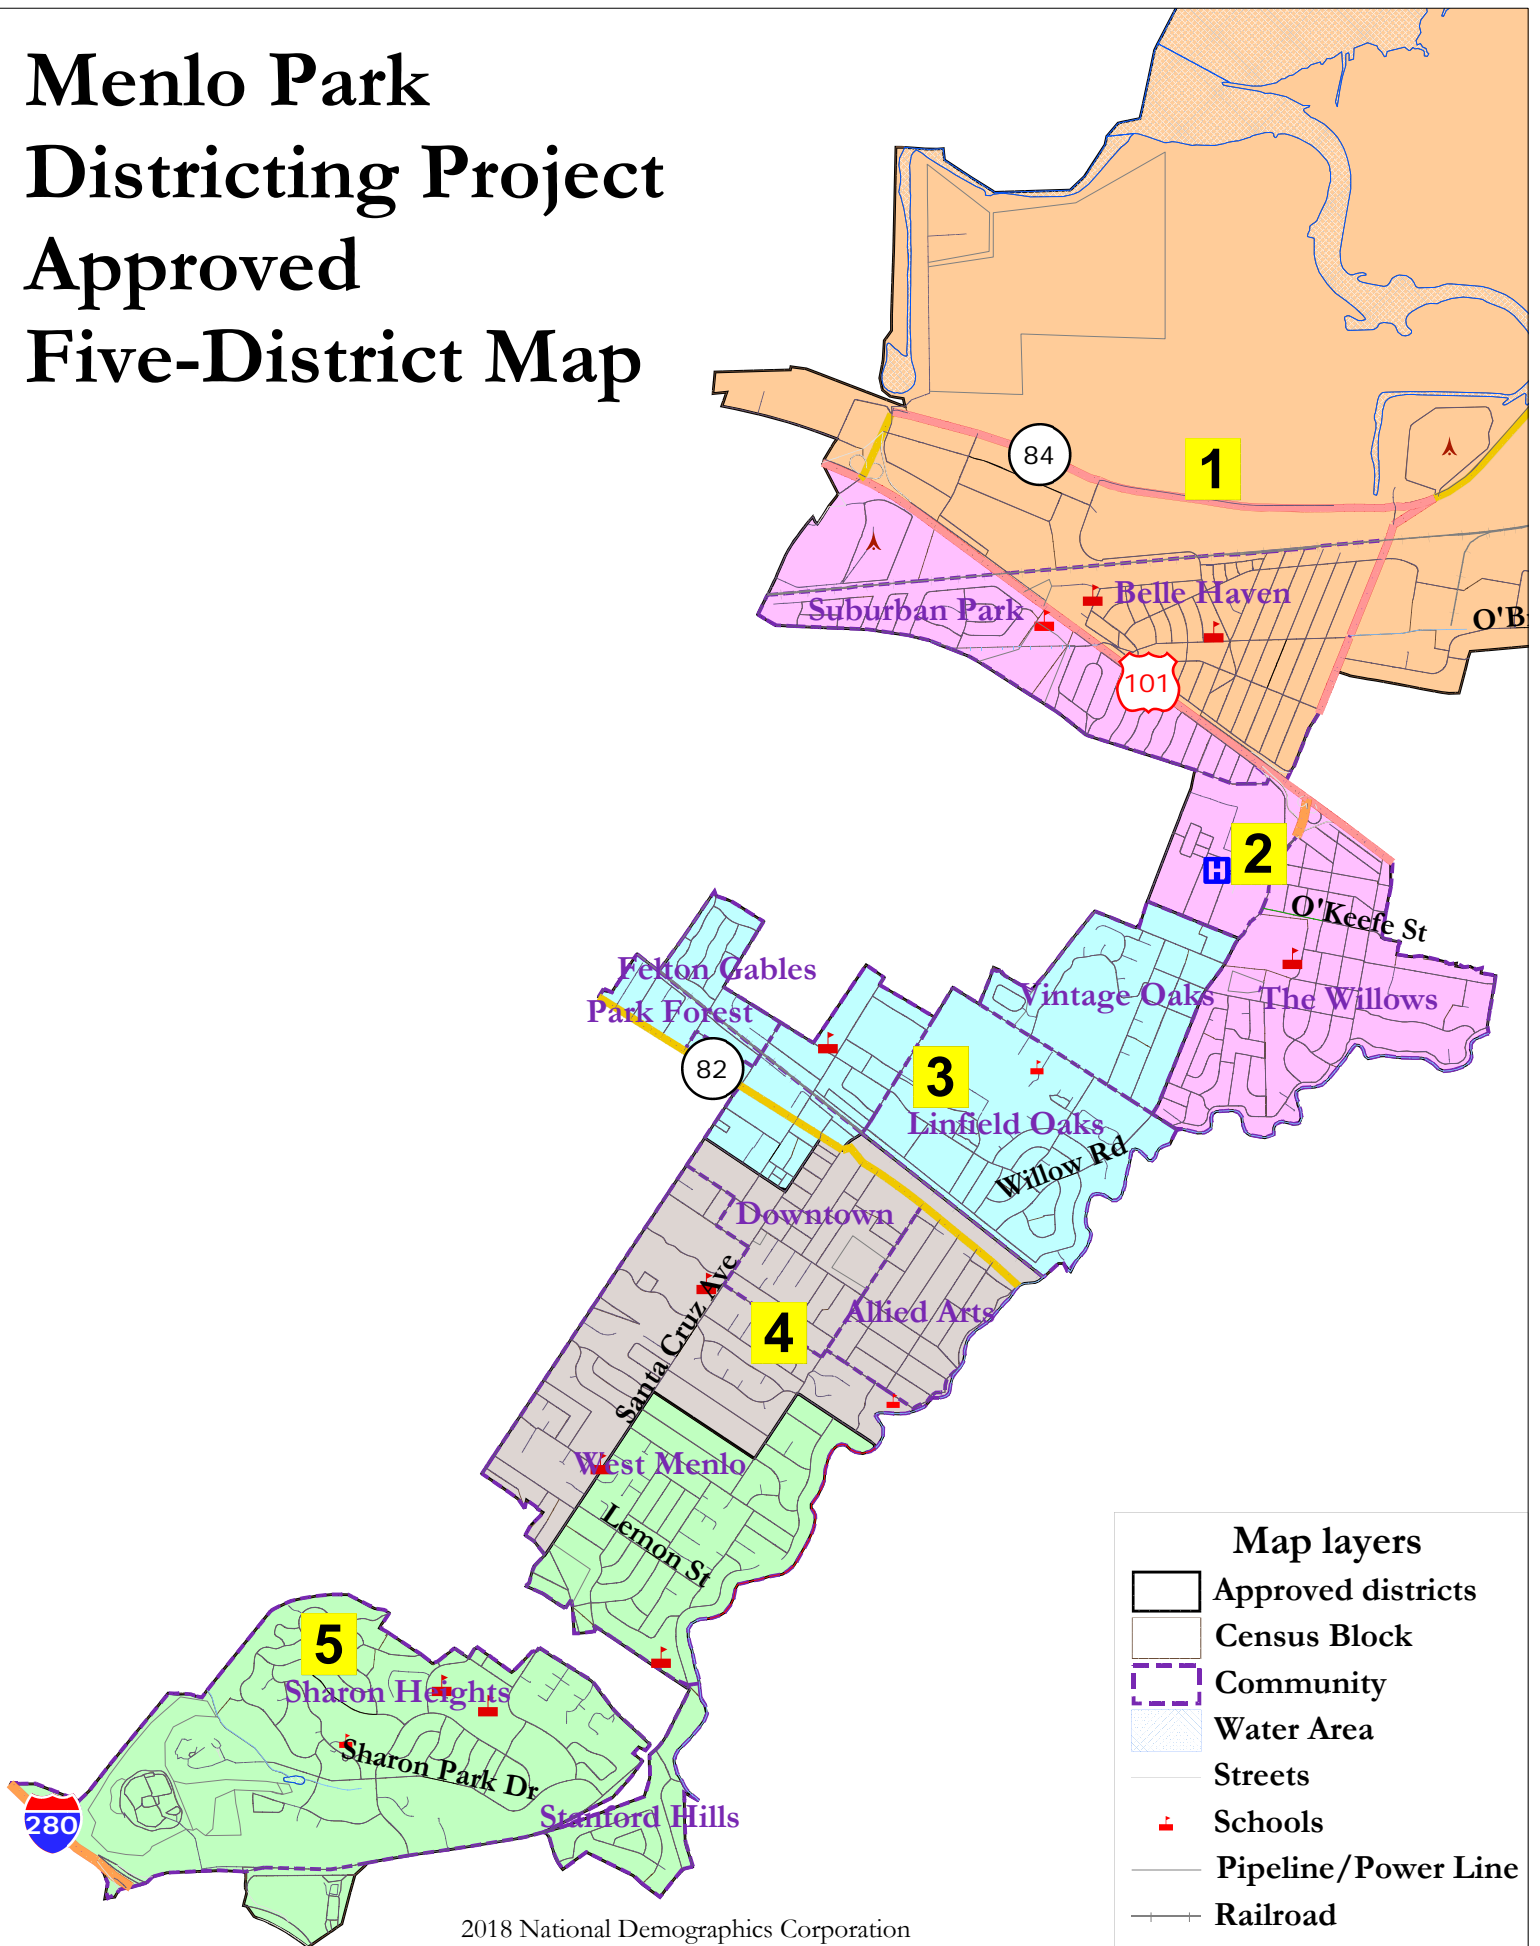 Menlo Park
Districting Project
Approved
Five-District Map
84
1
Suburban Park
Belle Haven
O'B
101
2
H
O'Keefe St
Felton Gables
Park Forest
Vintage Oaks
The Willows
82
3
Linfield Oaks
Willow Rd
Downtown
Santa Cruz Ave
4
Allied Arts
West Menlo
Lemon St
5
Sharon Heights
Sharon Park Dr
280
Stanford Hills
Map layers
Approved districts
Census Block
Community
Water Area
Streets
Schools
Pipeline/Power Line
Railroad
2018 National Demographics Corporation